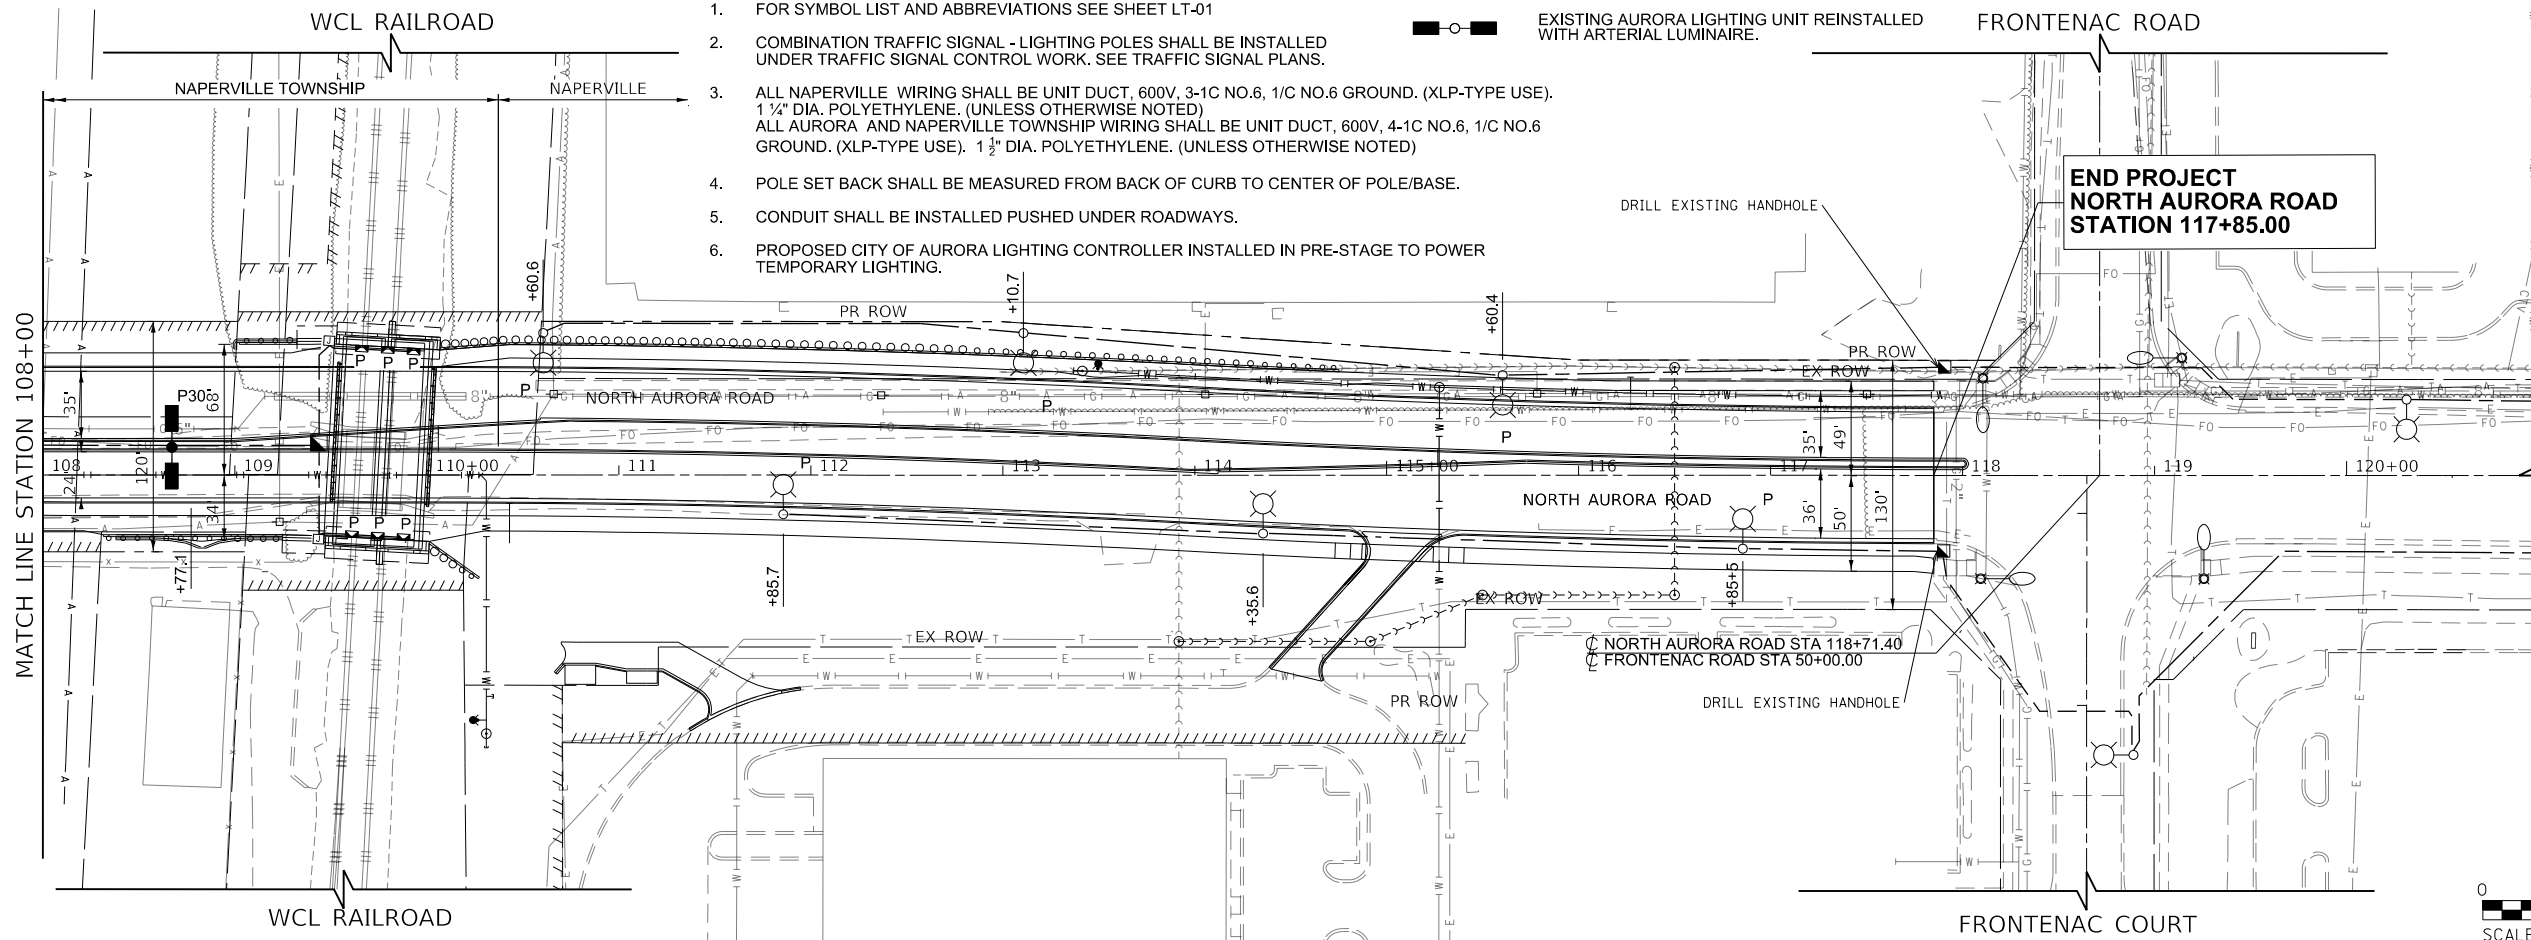 WCL RAILROAD
1. FOR SYMBOL LIST AND ABBREVIATIONS SEE SHEET LT-01
2. COMBINATION TRAFFIC SIGNAL - LIGHTING POLES SHALL BE INSTALLED
UNDER TRAFFIC SIGNAL CONTROL WORK. SEE TRAFFIC SIGNAL PLANS.
3. ALL NAPERVILLE WIRING SHALL BE UNIT DUCT, 600V, 3-1C NO.6, 1/C NO.6 GROUND. (XLP-TYPE USE).
1 ¼" DIA. POLYETHYLENE. (UNLESS OTHERWISE NOTED)
ALL AURORA AND NAPERVILLE TOWNSHIP WIRING SHALL BE UNIT DUCT, 600V, 4-1C NO.6, 1/C NO.6
GROUND. (XLP-TYPE USE). 1 ½" DIA. POLYETHYLENE. (UNLESS OTHERWISE NOTED)
4. POLE SET BACK SHALL BE MEASURED FROM BACK OF CURB TO CENTER OF POLE/BASE.
5. CONDUIT SHALL BE INSTALLED PUSHED UNDER ROADWAYS.
6. PROPOSED CITY OF AURORA LIGHTING CONTROLLER INSTALLED IN PRE-STAGE TO POWER
TEMPORARY LIGHTING.
EXISTING AURORA LIGHTING UNIT REINSTALLED
WITH ARTERIAL LUMINAIRE.
FRONTENAC ROAD
NAPERVILLE TOWNSHIP
NAPERVILLE
END PROJECT
NORTH AURORA ROAD
STATION 117+85.00
DRILL EXISTING HANDHOLE
MATCH LINE STATION 108+00
+60.6
+10.7
+60.4
PR ROW
PR ROW
EX ROW
P P P
P
P
P
P30
35'
68'
NORTH AURORA ROAD
8"
8"
35'
49'
108
109
110+00
111
112
113
114
115+00
116
117
118
119
120+00
P
24'
120'
34'
P P P
NORTH AURORA ROAD
P
36'
50'
130'
+77.1
+85.7
+35.6
+85+5
EX ROW
EX ROW
℄ NORTH AURORA ROAD STA 118+71.40
℄ FRONTENAC ROAD STA 50+00.00
PR ROW
DRILL EXISTING HANDHOLE
WCL RAILROAD
FRONTENAC COURT
0
SCALE